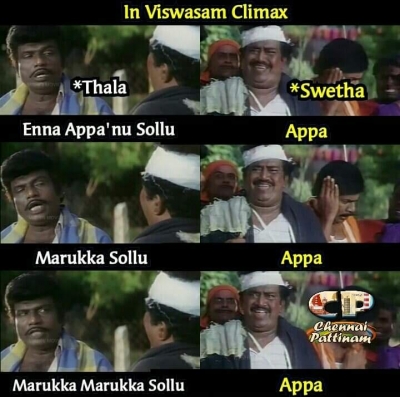 In Viswasam Climax
*Thala
*Swetha
Enna Appa'nu Sollu
Appa
Marukka Sollu
Appa
CP
Chennai
Pattinam
Marukka Marukka Sollu
Appa